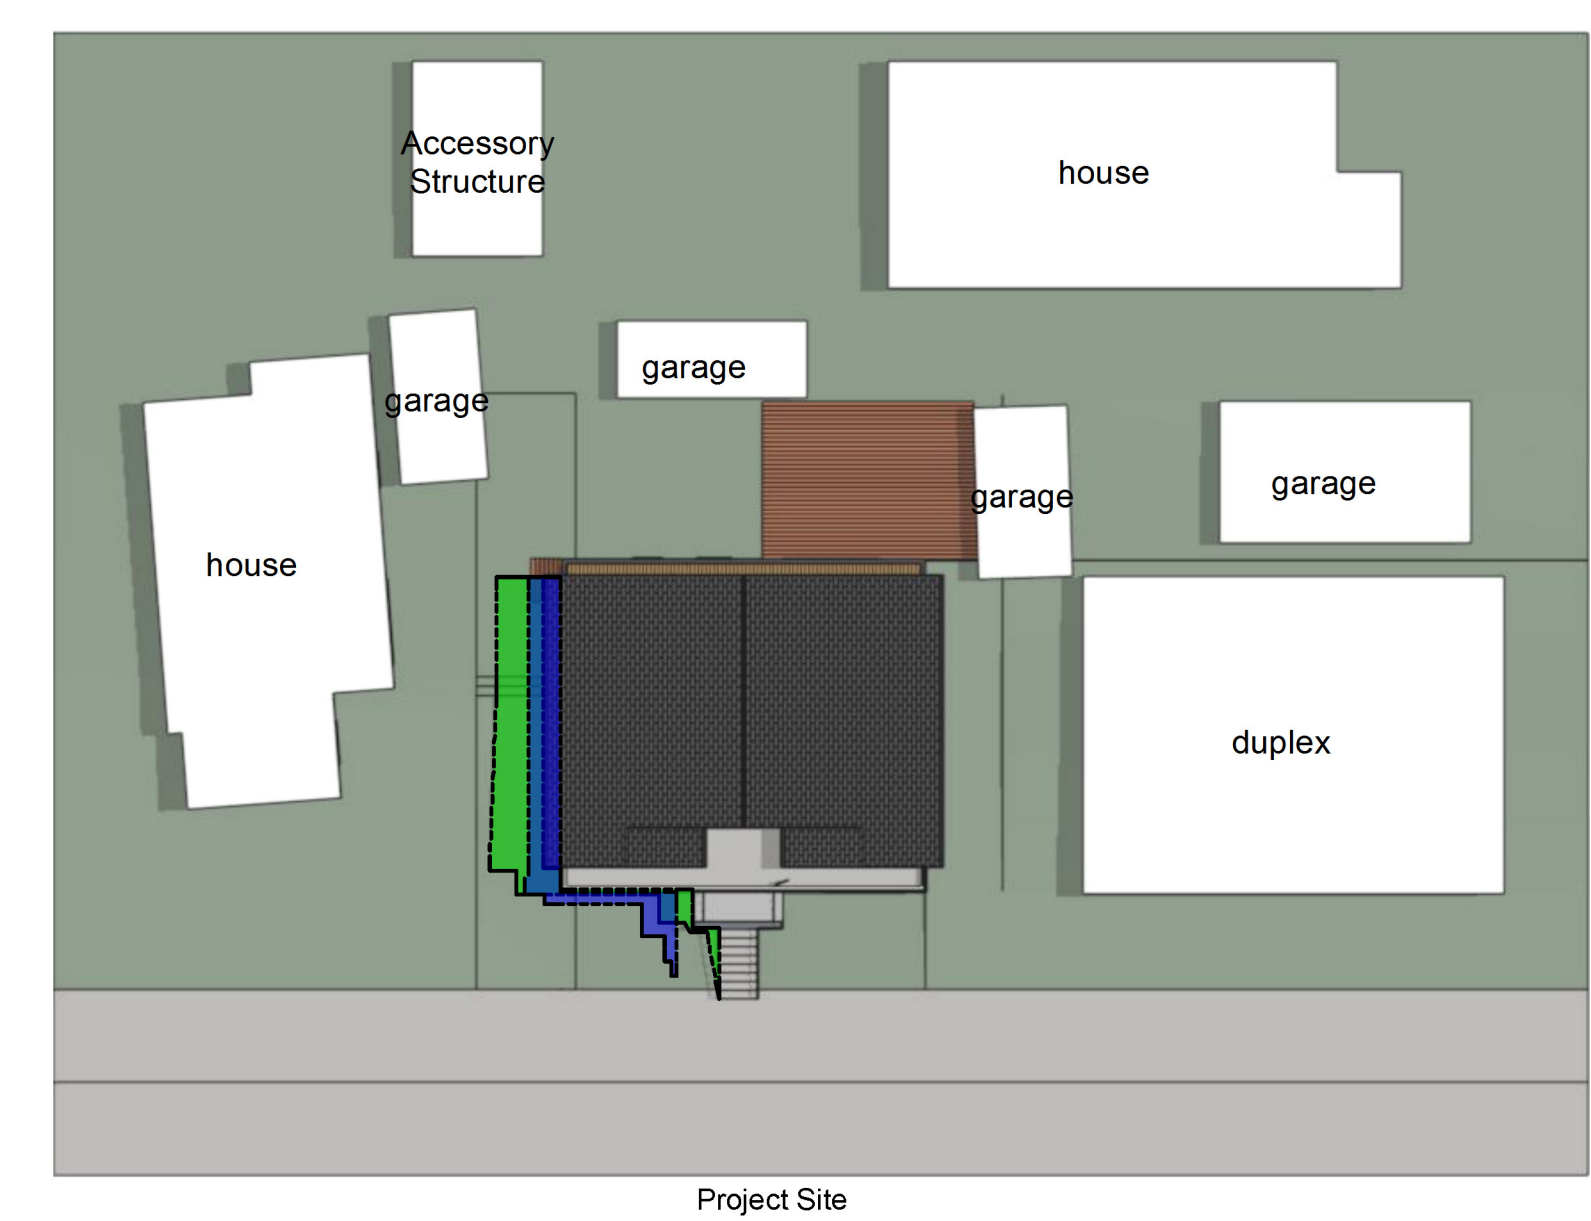 Accessory
Structure
house
garage
garage
garage
garage
house
duplex
Project Site